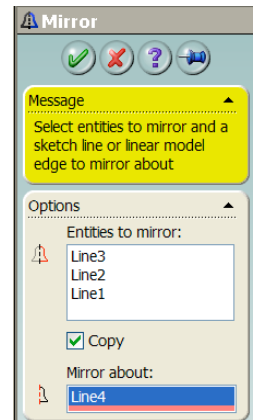 Mirror
?
Message
Select entities to mirror and a
sketch line or linear model
edge to mirror about
Options
Entities to mirror:
Line3
Line2
Line1
Copy
Mirror about:
Line4